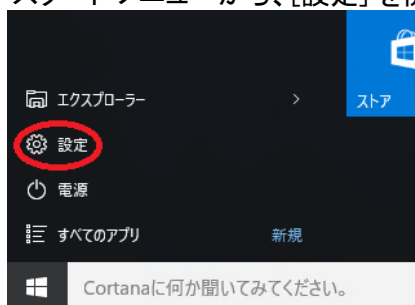 スタートメニューから、[設定]を
エクスプローラー
ストア
設定
電源
すべてのアプリ 新規
Cortanaに何か聞いてみてください。